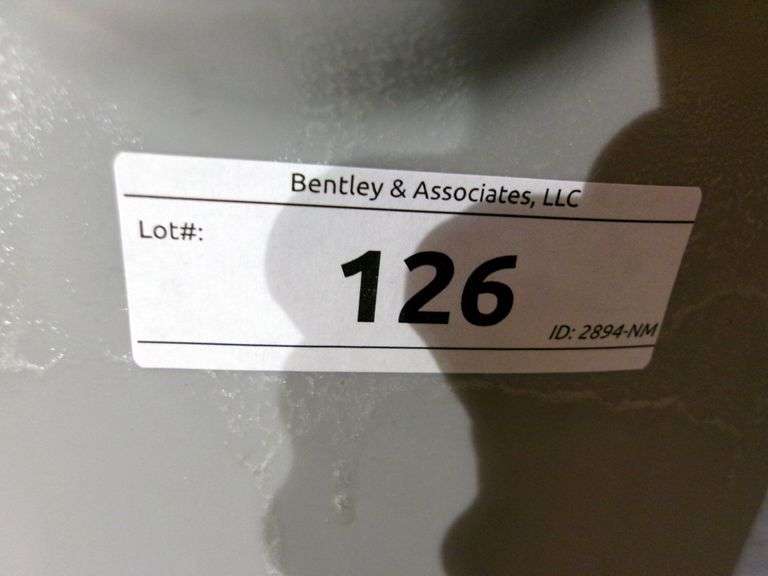 Bentley & Associates, LLC
Lot#:
126
ID: 2894-NM